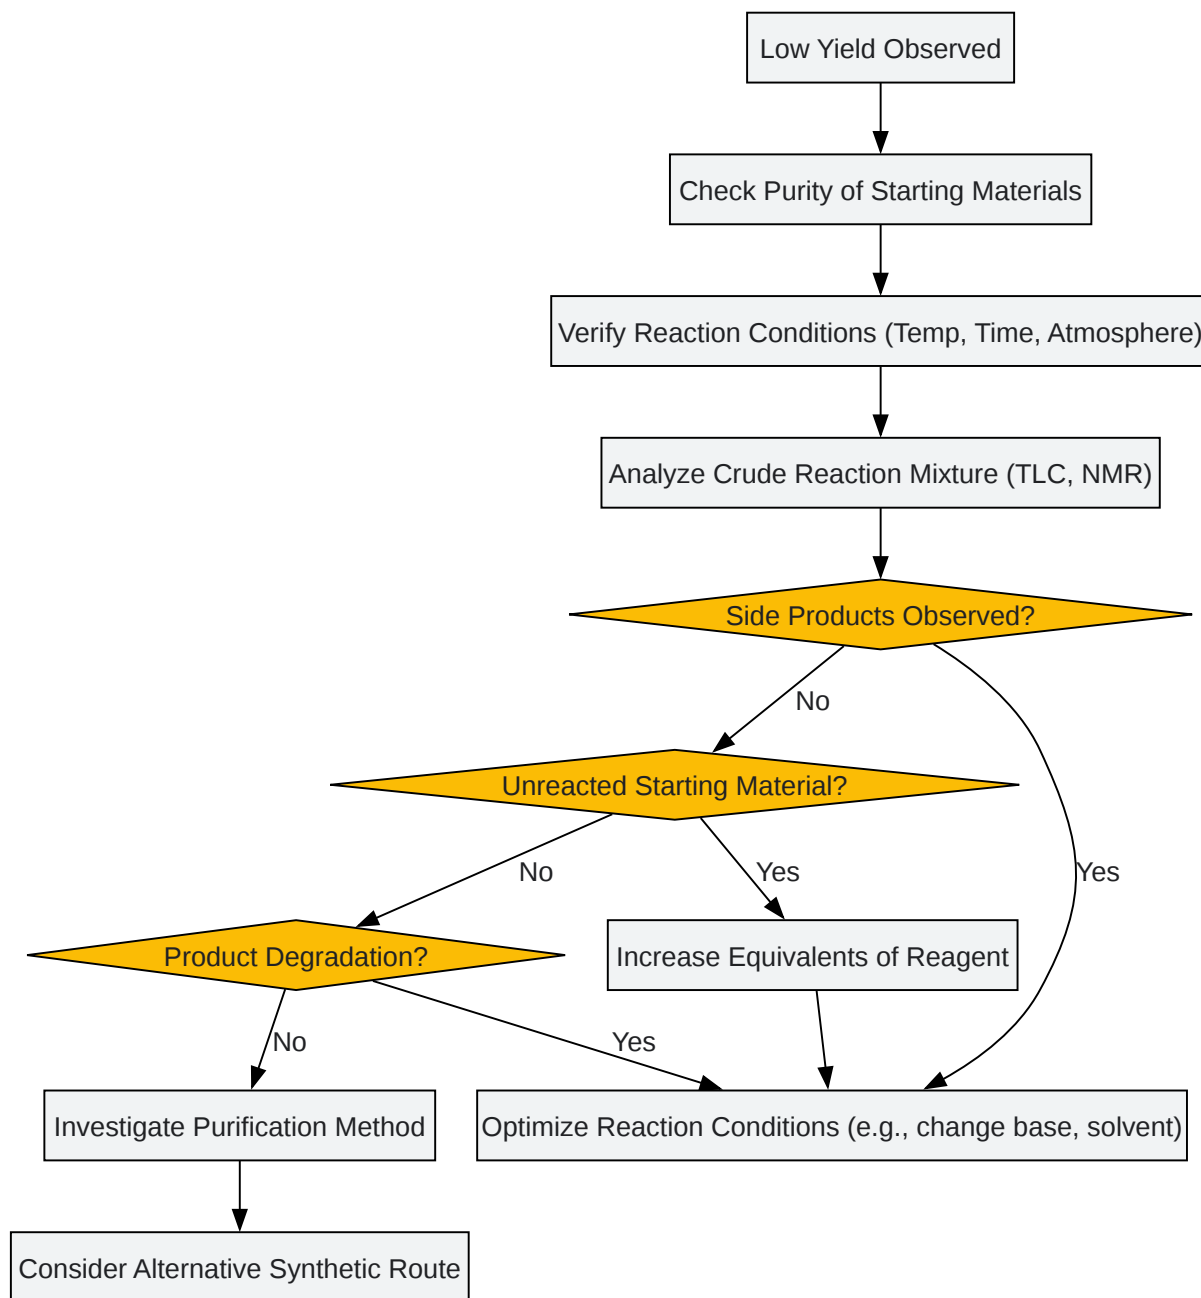 Low Yield Observed
Check Purity of Starting Materials
Verify Reaction Conditions (Temp, Time, Atmosphere)
Analyze Crude Reaction Mixture (TLC, NMR)
Side Products Observed?
No
Unreacted Starting Material?
No
Yes
Yes
Product Degradation?
Increase Equivalents of Reagent
No
Yes
Investigate Purification Method
Optimize Reaction Conditions (e.g., change base, solvent)
Consider Alternative Synthetic Route